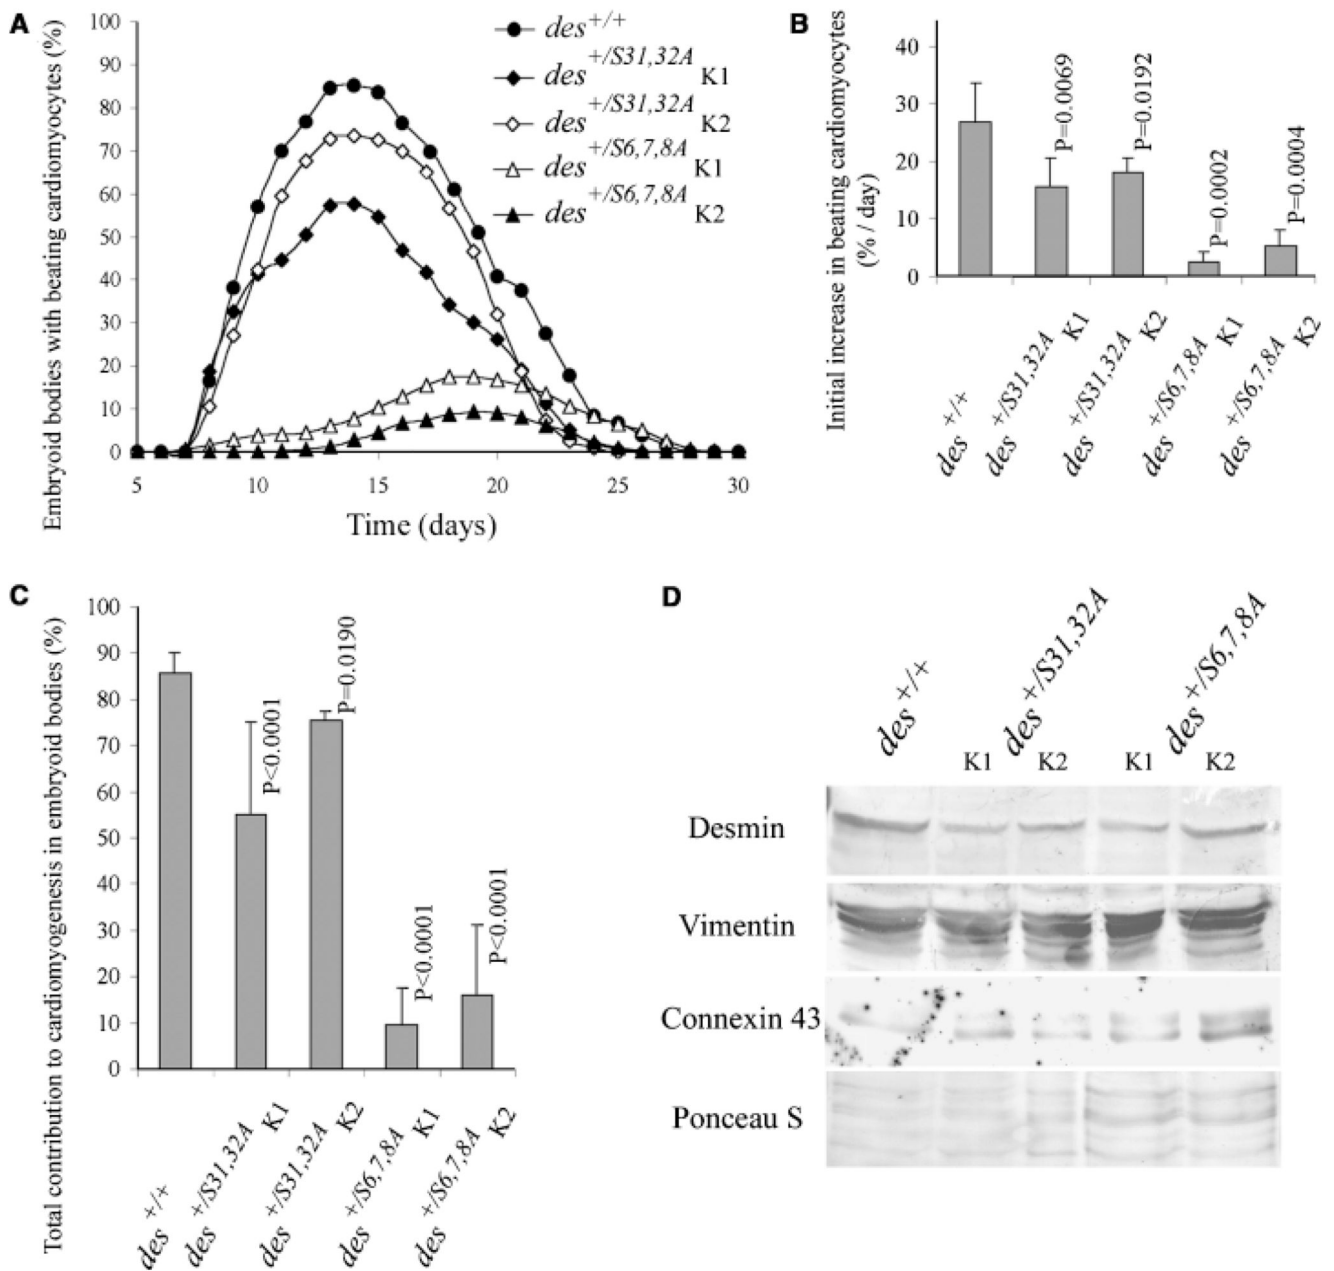 A
Embryoid bodies with beating cardiomyocytes (%)
100
90
80
70
60
50
40
30
20
10
0
5 10 15 20 25 30
Time (days)
des +/+
des +/S31,32A K1
des +/S31,32A K2
des +/S6,7,8A K1
des +/S6,7,8A K2
B
Initial increase in beating cardiomyocytes
(% / day)
40
30
20
10
0
P=0.0069
P=0.0192
P=0.0002
P=0.0004
des +/+
des +/S31,32A K1
des +/S31,32A K2
des +/S6,7,8A K1
des +/S6,7,8A K2
C
Total contribution to cardiomyogenesis in embryoid bodies (%)
100
90
80
70
60
50
40
30
20
10
0
P<0.0001
P=0.0190
P<0.0001
P<0.0001
des +/+
des +/S31,32A K1
des +/S31,32A K2
des +/S6,7,8A K1
des +/S6,7,8A K2
D
des +/+
des +/S31,32A
des +/S6,7,8A
K1 K2 K1 K2
Desmin
Vimentin
Connexin 43
Ponceau S